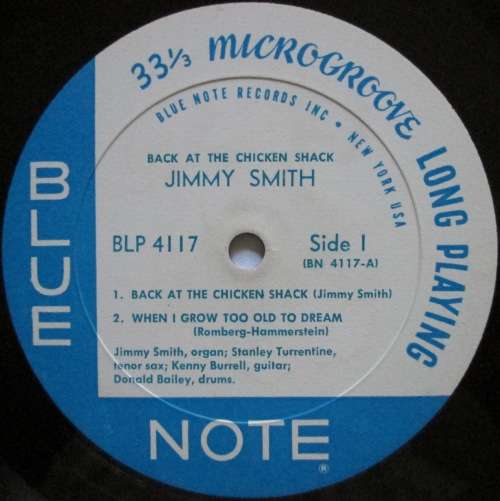 33 1/3 MICROGROOVE LONG PLAYING
BLUE NOTE RECORDS INC • NEW YORK USA
BACK AT THE CHICKEN SHACK
JIMMY SMITH
BLP 4117
Side 1
(BN 4117-A)
1. BACK AT THE CHICKEN SHACK (Jimmy Smith)
2. WHEN I GROW TOO OLD TO DREAM
(Romberg-Hammerstein)
Jimmy Smith, organ; Stanley Turrentine,
tenor sax; Kenny Burrell, guitar;
Donald Bailey, drums.
BLUE
NOTE®